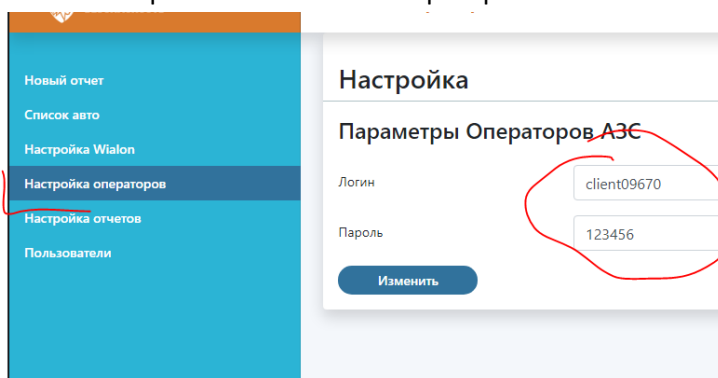 Новый отчет
Список авто
Настройка Wialon
Настройка операторов
Настройка отчетов
Пользователи
Настройка
Параметры Операторов АЗС
Логин
client09670
Пароль
123456
Изменить